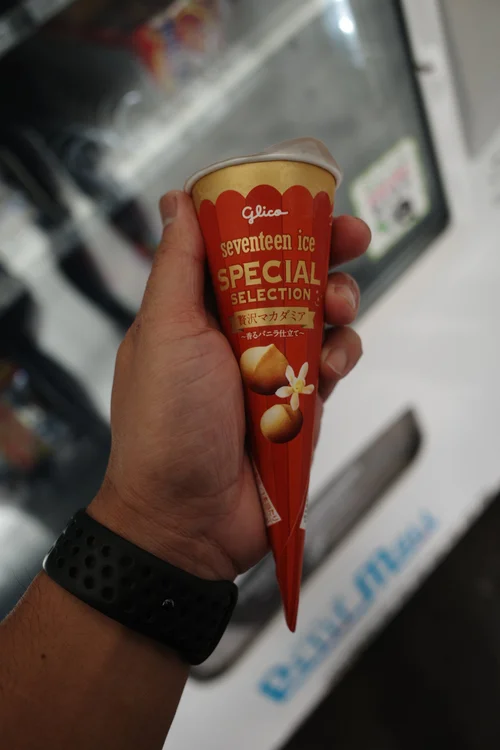 Glico
seventeen ice
SPECIAL
SELECTION
贅沢マカダミア
~香るバニラ仕立て~